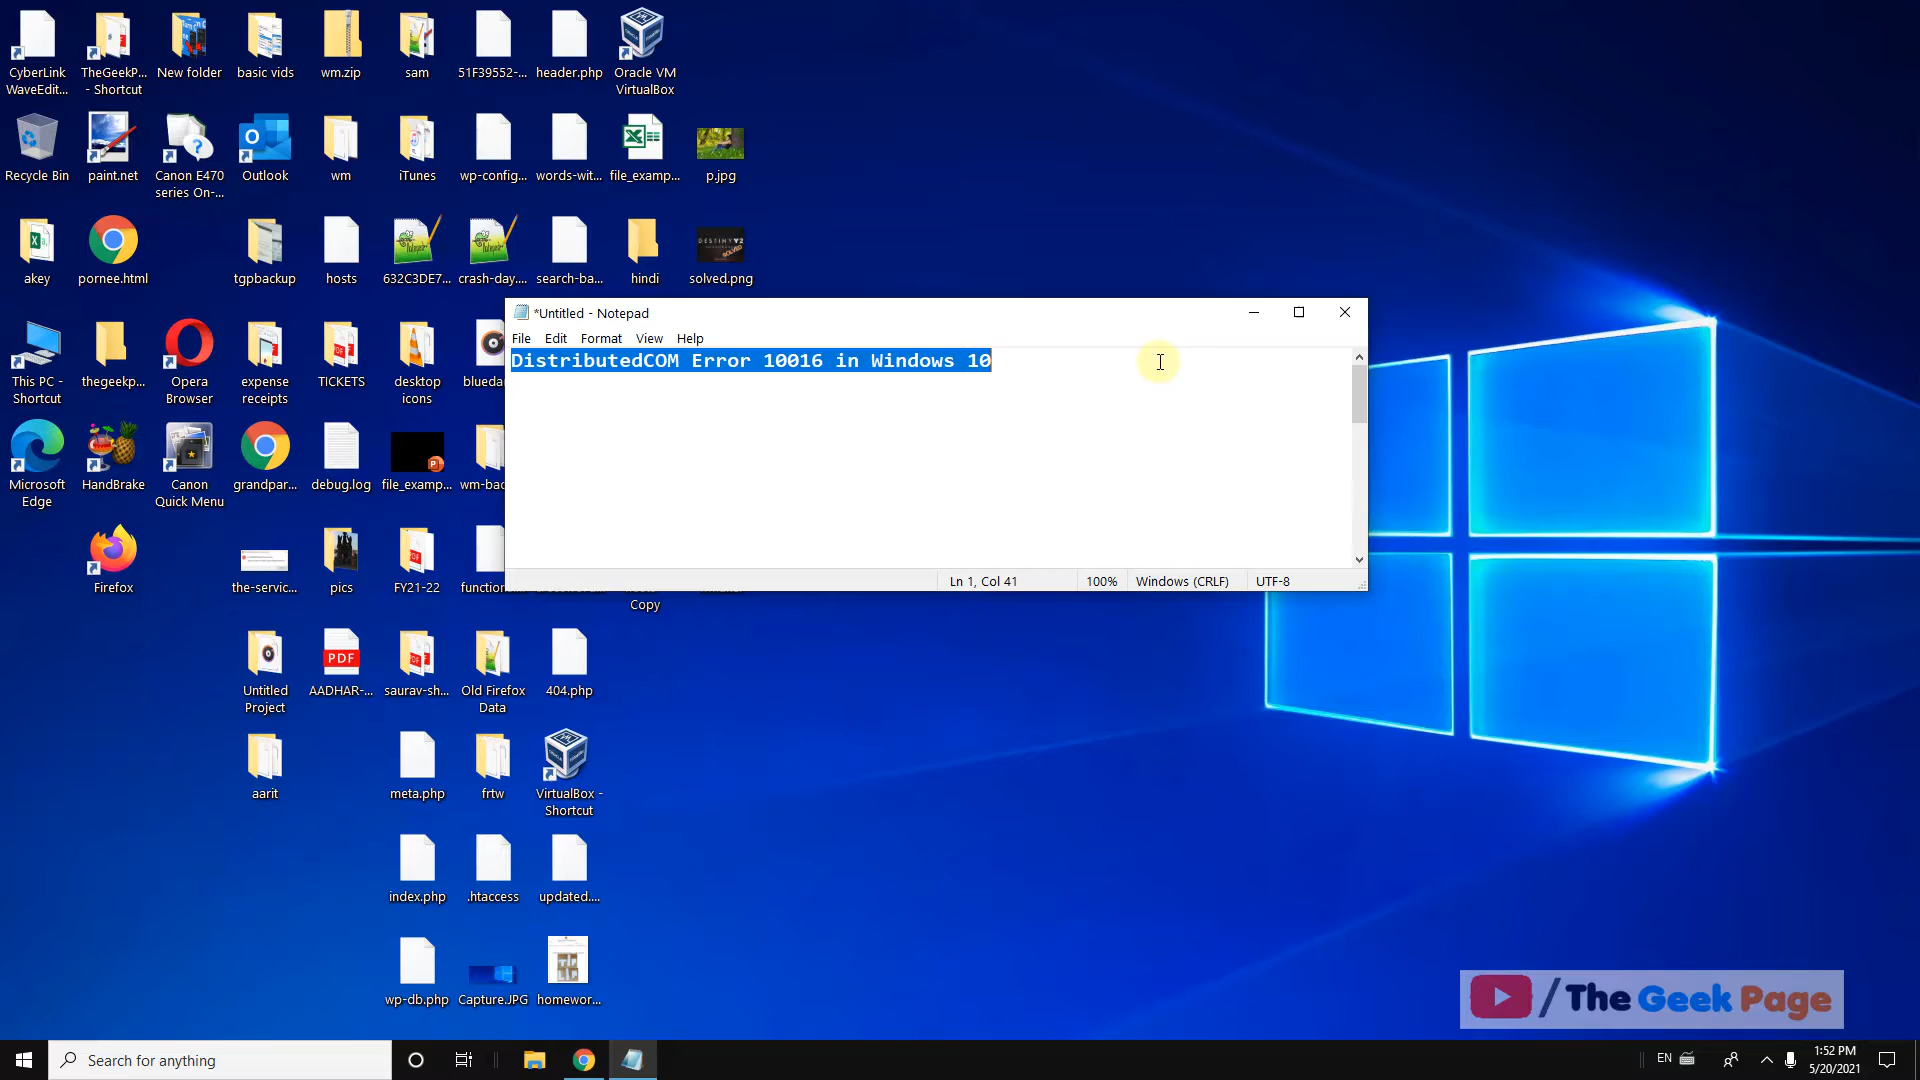 CyberLink
WaveEdit...
TheGeekP...
- Shortcut
New folder
basic vids
wm.zip
sam
51F39552-...
header.php
Oracle VM
VirtualBox
Recycle Bin
paint.net
Canon E470
series On-...
Outlook
wm
iTunes
wp-config...
words-wit...
file_examp...
p.jpg
akey
pornee.html
tgpbackup
hosts
632C3DE7...
crash-day....
search-ba...
hindi
DESTINY 2
SOLVED
solved.png
This PC -
Shortcut
thegeekp...
Opera
Browser
expense
receipts
TICKETS
desktop
icons
*Untitled - Notepad
File Edit Format View Help
DistributedCOM Error 10016 in Windows 10
Ln 1, Col 41
100%
Windows (CRLF)
UTF-8
Microsoft
Edge
HandBrake
Canon
Quick Menu
grandpar...
debug.log
file_examp...
Firefox
the-servic...
pics
FY21-22
Copy
Untitled
Project
PDF
AADHAR-...
saurav-sh...
Old Firefox
Data
404.php
aarit
meta.php
frtw
VirtualBox -
Shortcut
index.php
.htaccess
updated....
wp-db.php
Capture.JPG
homewor...
/ The Geek Page
Search for anything
EN
1:52 PM
5/20/2021